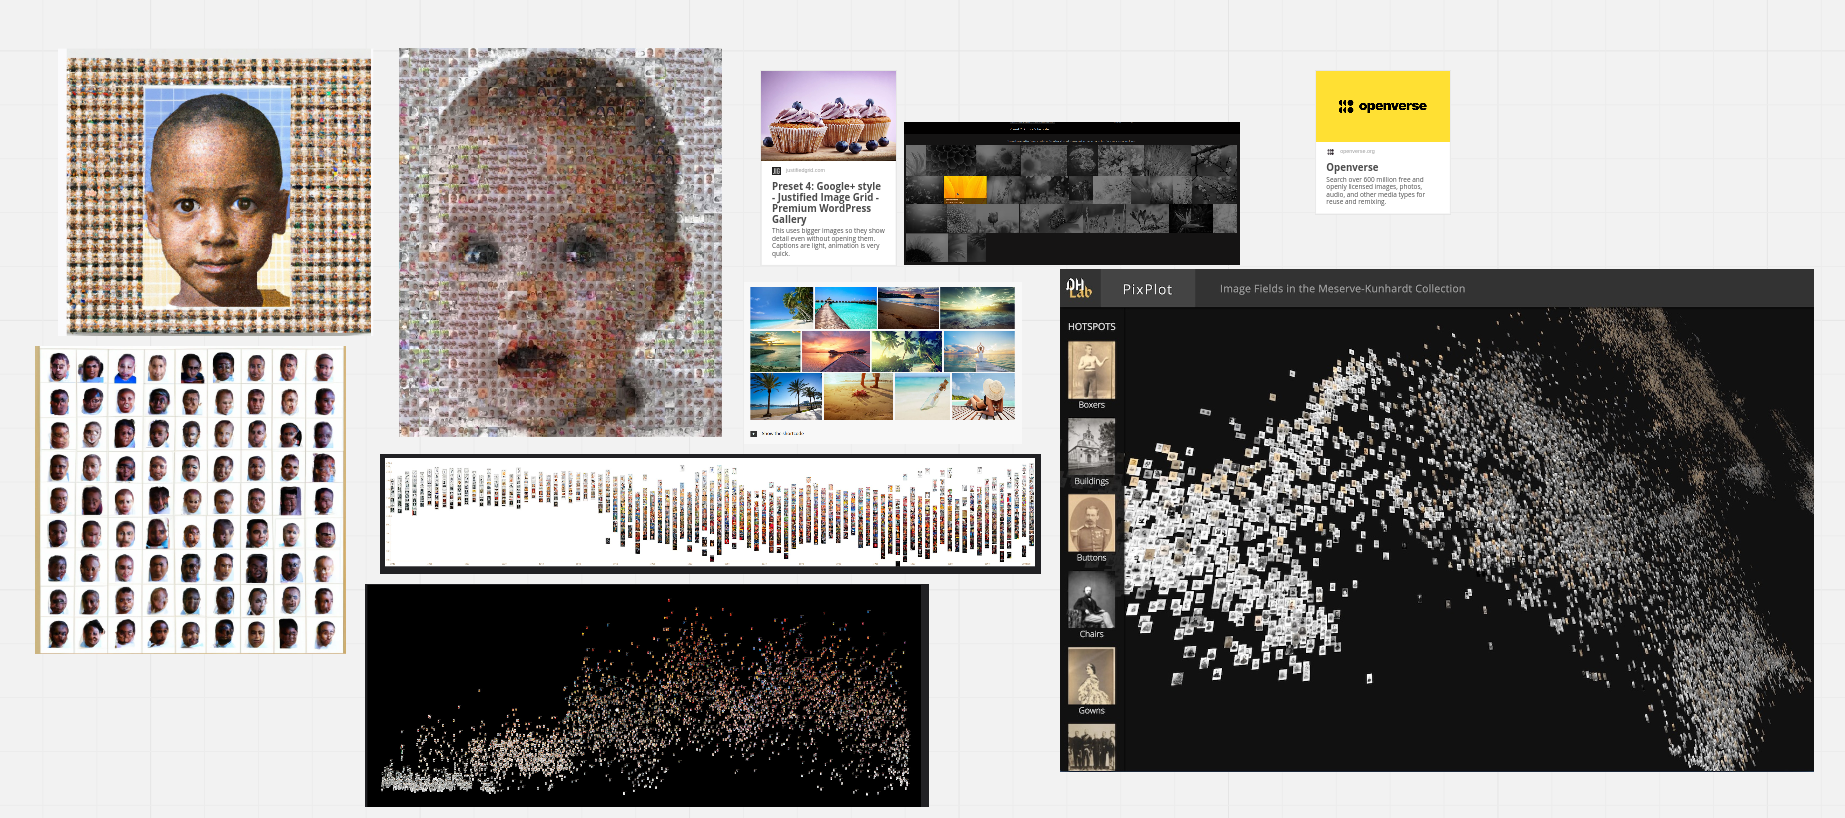 justifiedgrid.com
Preset 4: Google+ style
- Justified Image Grid -
Premium WordPress
Gallery
This uses bigger images so they show
detail even without opening them.
Captions are light, animation is very
quick.
Show the shortcode
openverse
openverse.org
Openverse
Search over 600 million free and
openly licensed images, photos,
audio, and other media types for
reuse and remixing.
DH Lab
PixPlot
Image Fields in the Meserve-Kunhardt Collection
HOTSPOTS
Boxers
Buildings
Buttons
Chairs
Gowns